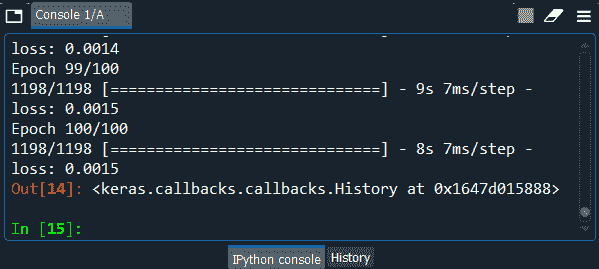 Console 1/A
loss: 0.0014
Epoch 99/100
1198/1198 [==============================] - 9s 7ms/step -
loss: 0.0015
Epoch 100/100
1198/1198 [==============================] - 8s 7ms/step -
loss: 0.0015
Out[14]: <keras.callbacks.callbacks.History at 0x1647d015888>
In [15]:
IPython console History